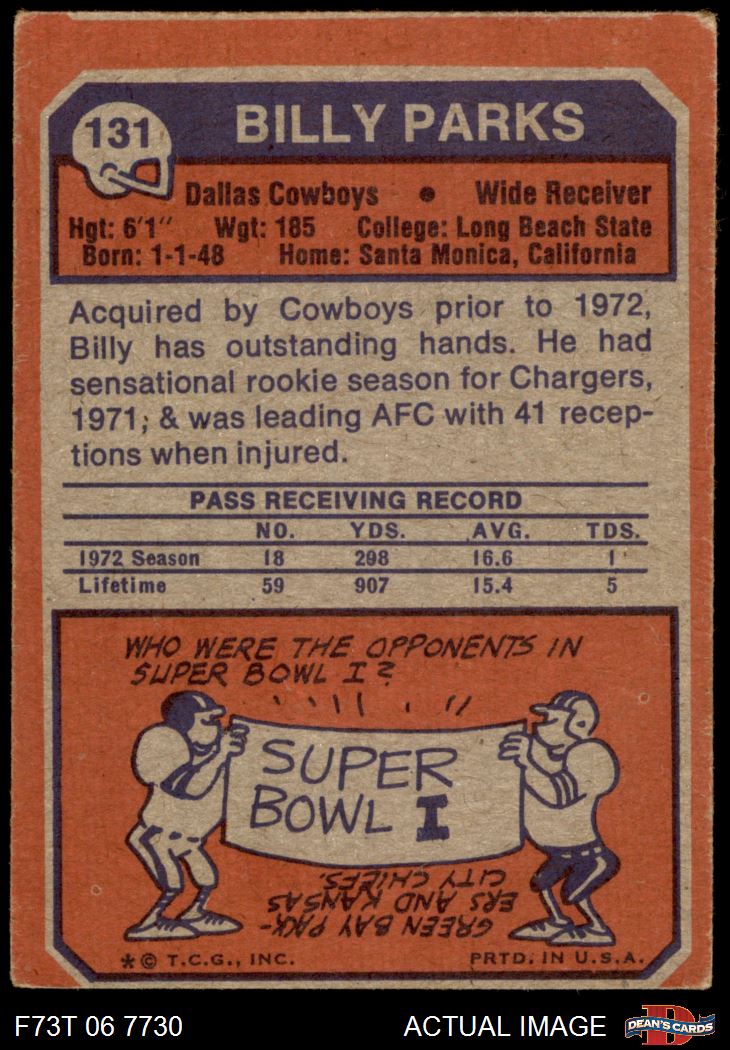 131
BILLY PARKS
Dallas Cowboys • Wide Receiver
Hgt: 6'1" Wgt: 185 College: Long Beach State
Born: 1-1-48 Home: Santa Monica, California
Acquired by Cowboys prior to 1972,
Billy has outstanding hands. He had
sensational rookie season for Chargers,
1971; & was leading AFC with 41 recep-
tions when injured.
PASS RECEIVING RECORD
NO. YDS. AVG. TDS.
1972 Season 18 298 16.6 1
Lifetime 59 907 15.4 5
WHO WERE THE OPPONENTS IN
SUPER BOWL I?
SUPER
BOWL I
GREEN BAY PACK-
ERS AND KANSAS
CITY CHIEFS.
* © T.C.G., INC. PRTD. IN U.S.A.
F73T 06 7730 ACTUAL IMAGE
D
DEAN'S CARDS